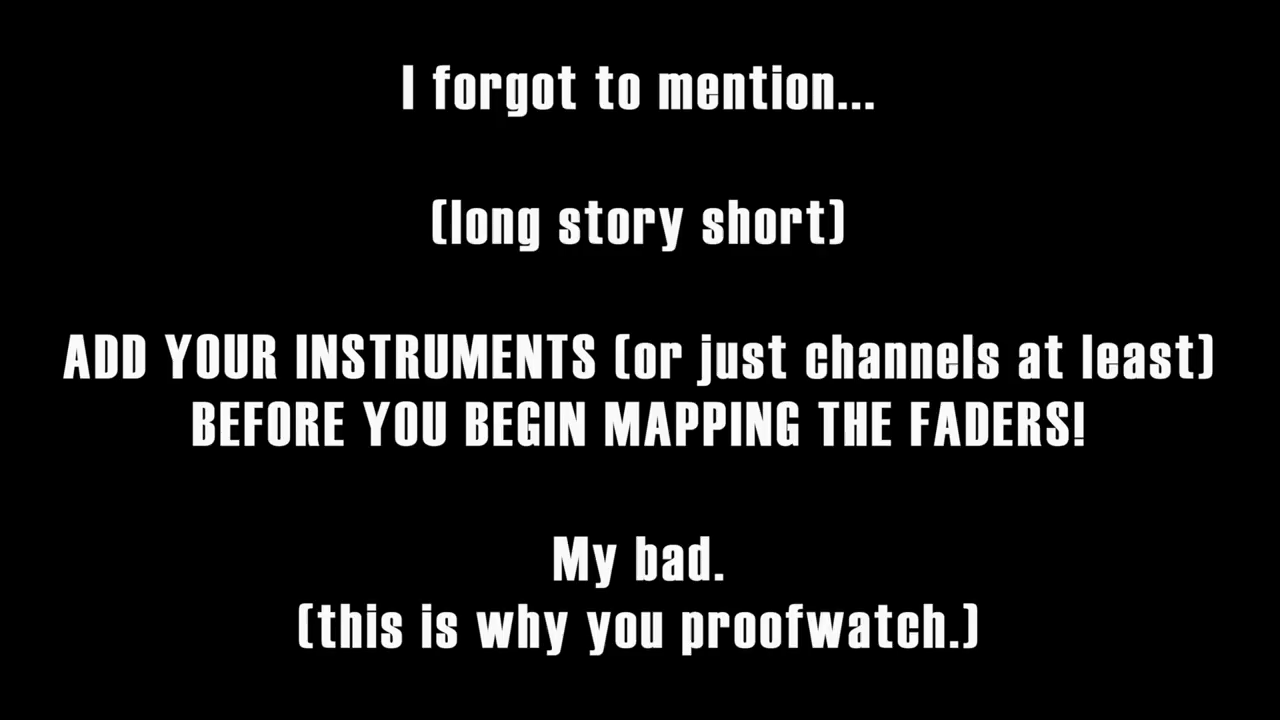 I forgot to mention...
(long story short)
ADD YOUR INSTRUMENTS (or just channels at least)
BEFORE YOU BEGIN MAPPING THE FADERS!
My bad.
(this is why you proofwatch.)